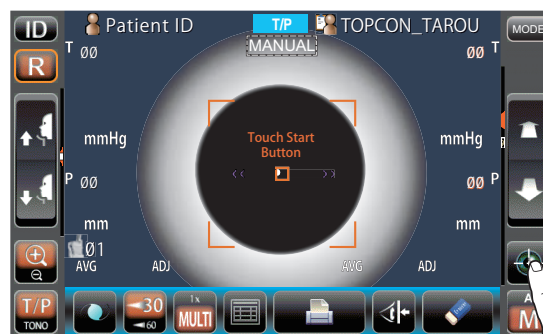 ID
Patient ID
T/P
TOPCON_TAROU
MODE
MANUAL
R
T 00
00 T
Touch Start
Button
mmHg
mmHg
P 00
00 P
mm
mm
01
AVG
ADJ
AVG
ADJ
T/P
TONO
30
60
1x
MULTI
A
M